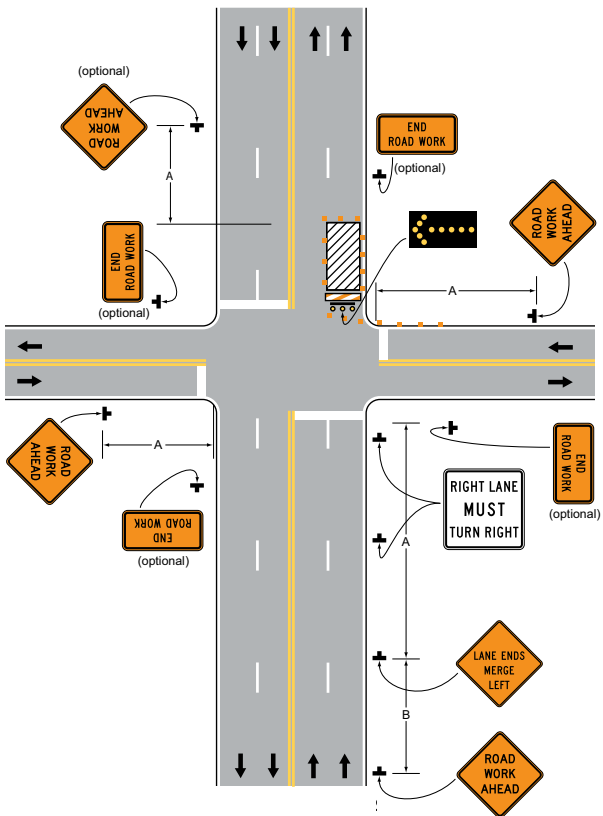 (optional)
ROAD
WORK
AHEAD
A
END
ROAD WORK
(optional)
END
ROAD WORK
(optional)
ROAD
WORK
AHEAD
A
ROAD
WORK
AHEAD
A
END
ROAD WORK
(optional)
RIGHT LANE
MUST
TURN RIGHT
A
END
ROAD WORK
(optional)
LANE ENDS
MERGE
LEFT
B
ROAD
WORK
AHEAD